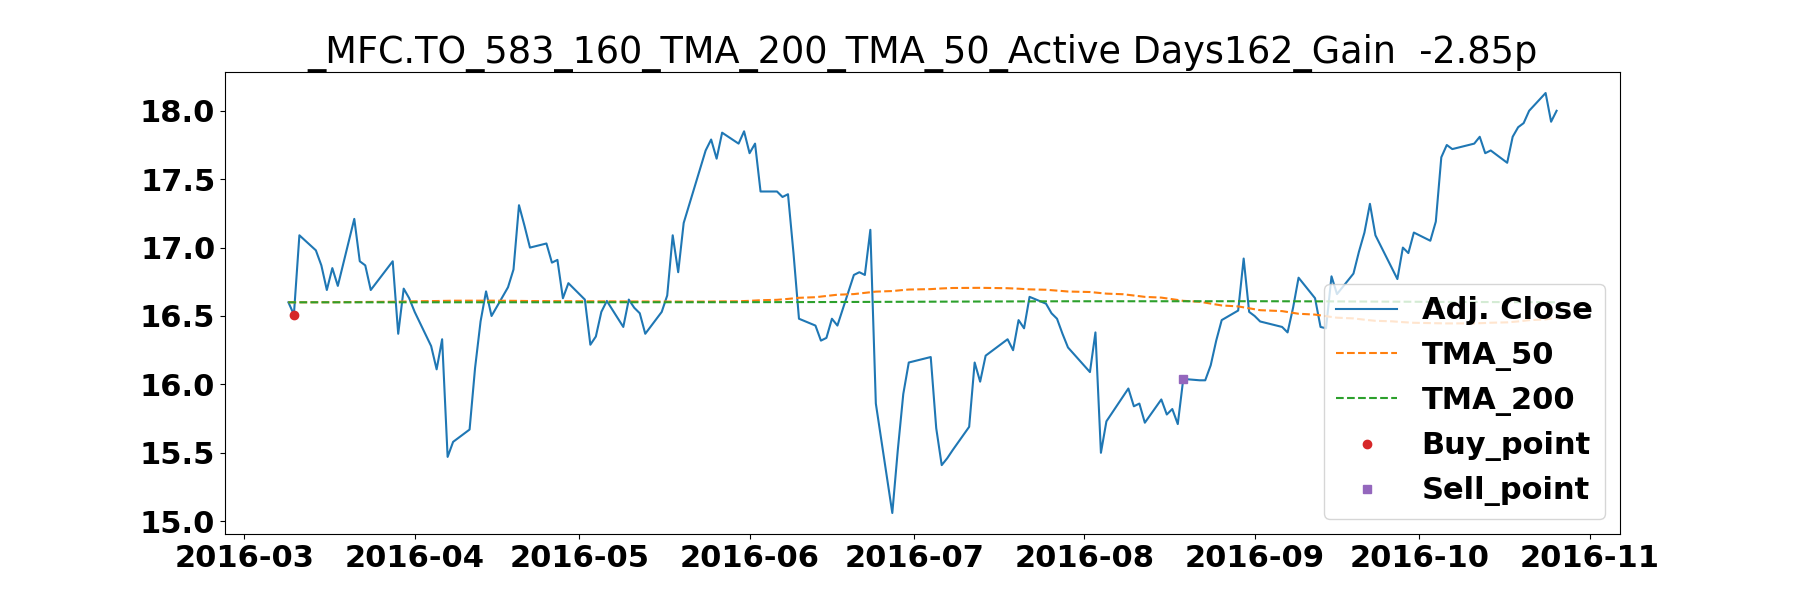 _MFC.TO_583_160_TMA_200_TMA_50_Active Days162_Gain  -2.85p
18.0
17.5
17.0
16.5
16.0
15.5
15.0
Adj. Close
TMA_50
TMA_200
Buy_point
Sell_point
2016-03 2016-04 2016-05 2016-06 2016-07 2016-08 2016-09 2016-10 2016-11